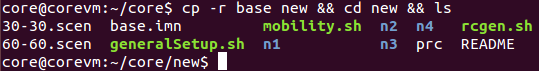 core@corevm:~/core$ cp -r base new && cd new && ls
30-30.scen base.imn mobility.sh n2 n4 rcgen.sh
60-60.scen generalSetup.sh n1 n3 prc README
core@corevm:~/core/new$